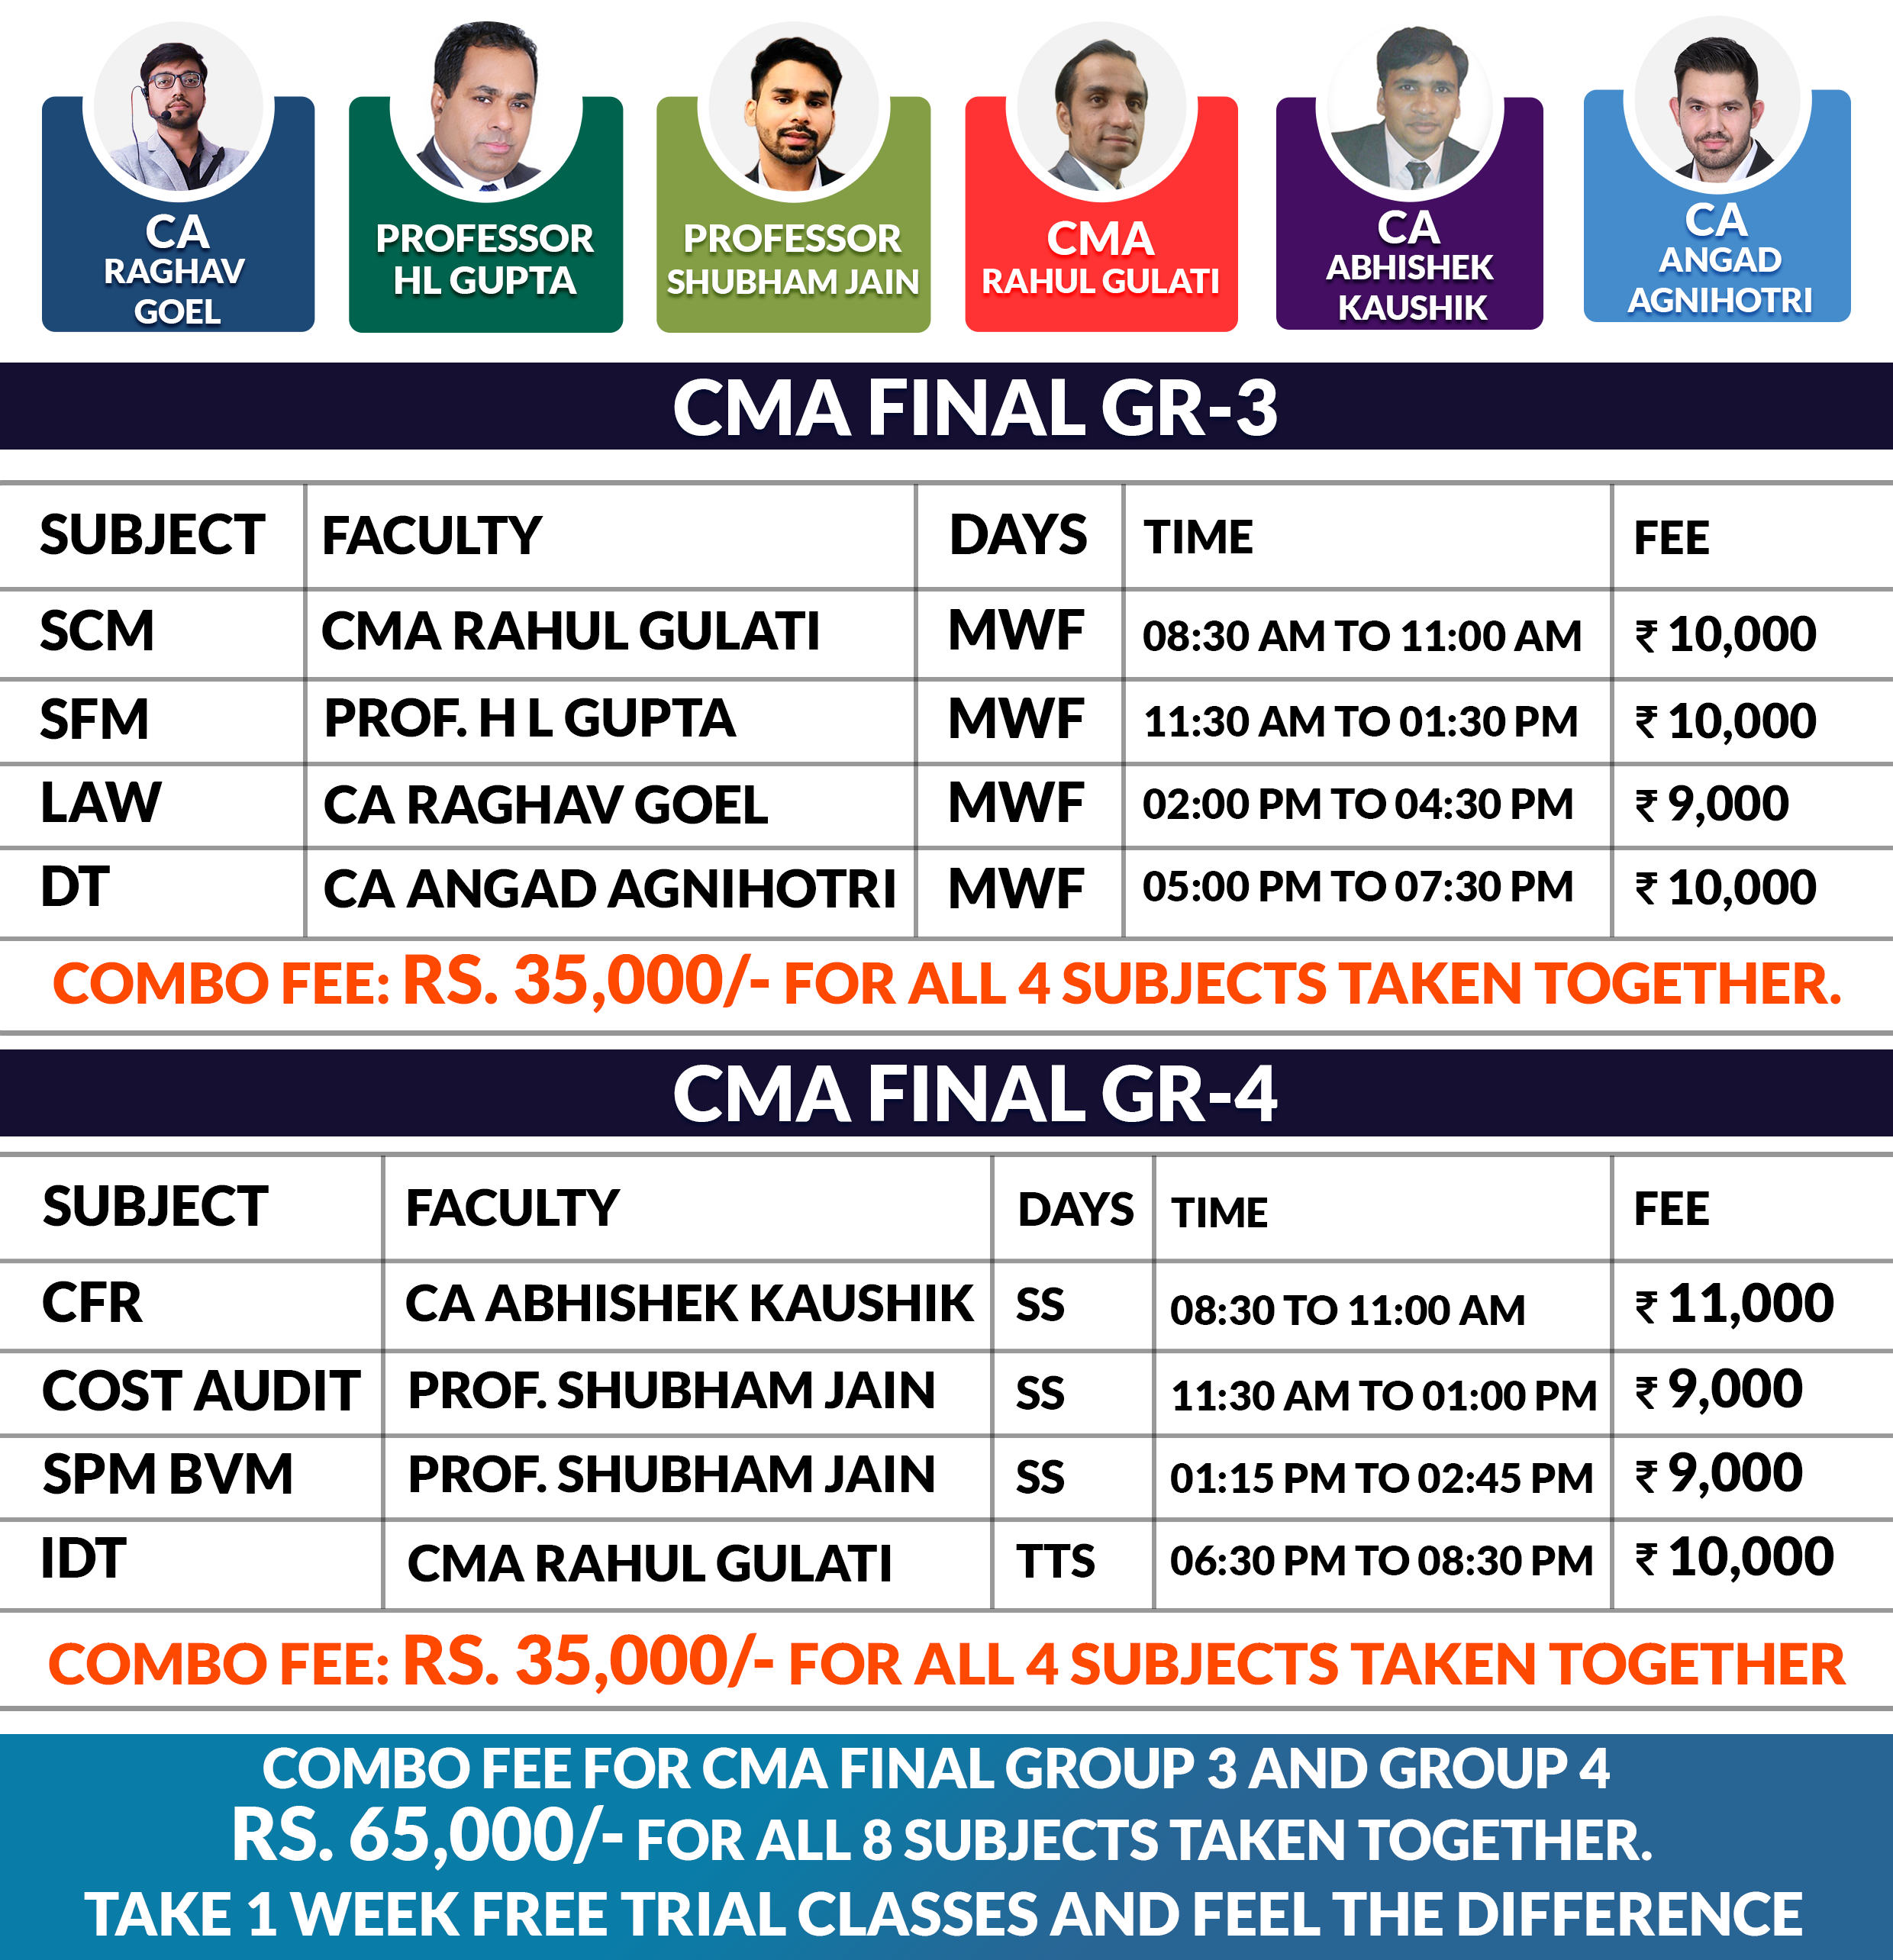 CA
RAGHAV
GOEL
PROFESSOR
HL GUPTA
PROFESSOR
SHUBHAM JAIN
CMA
RAHUL GULATI
CA
ABHISHEK
KAUSHIK
CA
ANGAD
AGNIHOTRI
CMA FINAL GR-3
SUBJECT FACULTY DAYS TIME FEE
SCM CMA RAHUL GULATI MWF 08:30 AM TO 11:00 AM ₹ 10,000
SFM PROF. H L GUPTA MWF 11:30 AM TO 01:30 PM ₹ 10,000
LAW CA RAGHAV GOEL MWF 02:00 PM TO 04:30 PM ₹ 9,000
DT CA ANGAD AGNIHOTRI MWF 05:00 PM TO 07:30 PM ₹ 10,000
COMBO FEE: RS. 35,000/- FOR ALL 4 SUBJECTS TAKEN TOGETHER.
CMA FINAL GR-4
SUBJECT FACULTY DAYS TIME FEE
CFR CA ABHISHEK KAUSHIK SS 08:30 TO 11:00 AM ₹ 11,000
COST AUDIT PROF. SHUBHAM JAIN SS 11:30 AM TO 01:00 PM ₹ 9,000
SPM BVM PROF. SHUBHAM JAIN SS 01:15 PM TO 02:45 PM ₹ 9,000
IDT CMA RAHUL GULATI TTS 06:30 PM TO 08:30 PM ₹ 10,000
COMBO FEE: RS. 35,000/- FOR ALL 4 SUBJECTS TAKEN TOGETHER
COMBO FEE FOR CMA FINAL GROUP 3 AND GROUP 4
RS. 65,000/- FOR ALL 8 SUBJECTS TAKEN TOGETHER.
TAKE 1 WEEK FREE TRIAL CLASSES AND FEEL THE DIFFERENCE